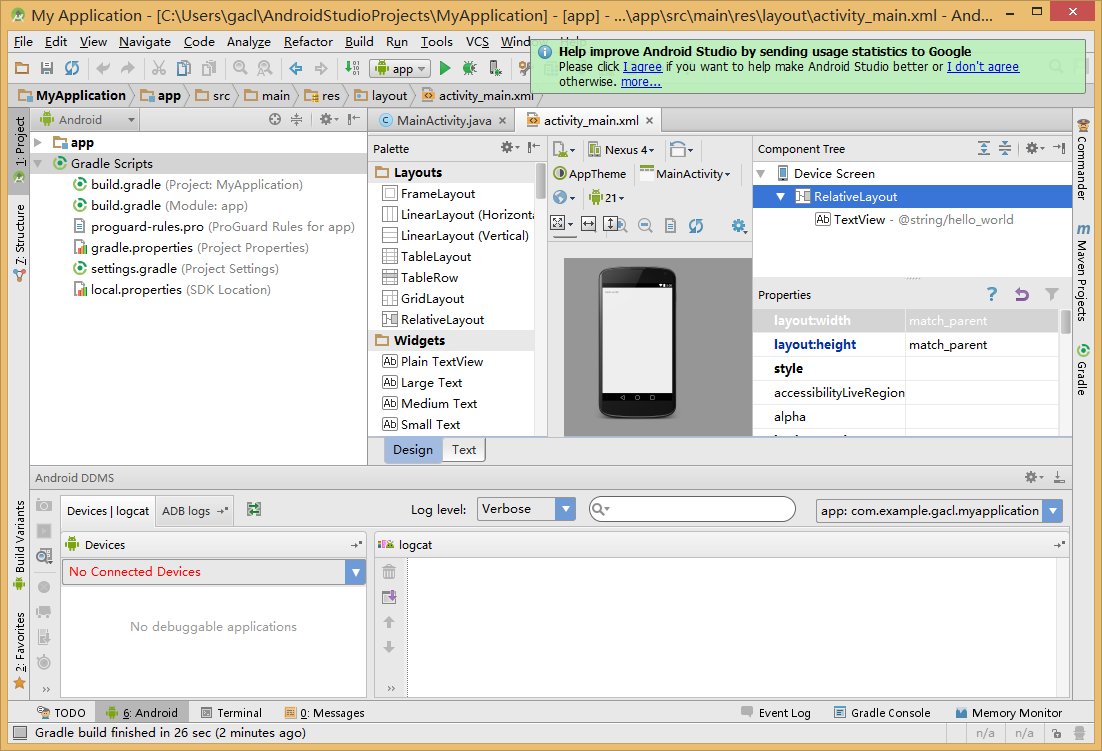 My Application - [C:\Users\gacl\AndroidStudioProjects\MyApplication] - [app] - ...\app\src\main\res\layout\activity_main.xml - And...
File Edit View Navigate Code Analyze Refactor Build Run Tools VCS Window Help
Help improve Android Studio by sending usage statistics to Google
Please click I agree if you want to help make Android Studio better or I don't agree
otherwise. more...
app
MyApplication app src main res layout activity_main.xml
1: Project
7: Structure
Build Variants
2: Favorites
Android
app
Gradle Scripts
build.gradle (Project: MyApplication)
build.gradle (Module: app)
proguard-rules.pro (ProGuard Rules for app)
gradle.properties (Project Properties)
settings.gradle (Project Settings)
local.properties (SDK Location)
MainActivity.java activity_main.xml
Palette
Layouts
FrameLayout
LinearLayout (Horizonta
LinearLayout (Vertical)
TableLayout
TableRow
GridLayout
RelativeLayout
Widgets
Ab Plain TextView
Ab Large Text
Ab Medium Text
Ab Small Text
Design Text
Nexus 4
AppTheme MainActivity
21
Component Tree
Device Screen
RelativeLayout
Ab TextView - @string/hello_world
Properties
?
layout:width match_parent
layout:height match_parent
style
accessibilityLiveRegion
alpha
Commander
m Maven Projects
Gradle
Android DDMS
Devices | logcat ADB logs
Log level: Verbose app: com.example.gacl.myapplication
Devices
No Connected Devices
No debuggable applications
logcat
TODO 6: Android Terminal 0: Messages Event Log Gradle Console Memory Monitor
Gradle build finished in 26 sec (2 minutes ago) n/a n/a